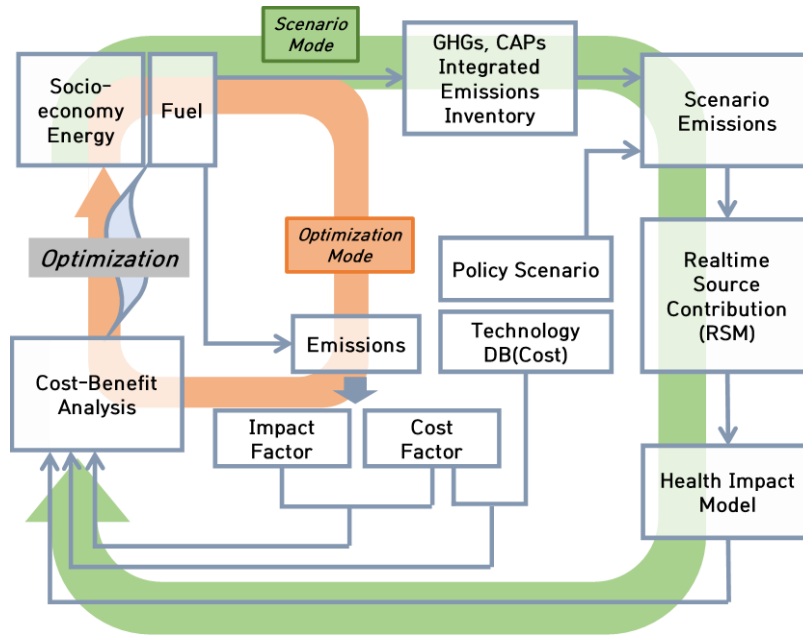 Scenario
Mode
Socio-
economy
Energy
Fuel
GHGs, CAPs
Integrated
Emissions
Inventory
Scenario
Emissions
Optimization
Optimization
Mode
Policy Scenario
Realtime
Source
Contribution
(RSM)
Emissions
Technology
DB(Cost)
Cost-Benefit
Analysis
Impact
Factor
Cost
Factor
Health Impact
Model